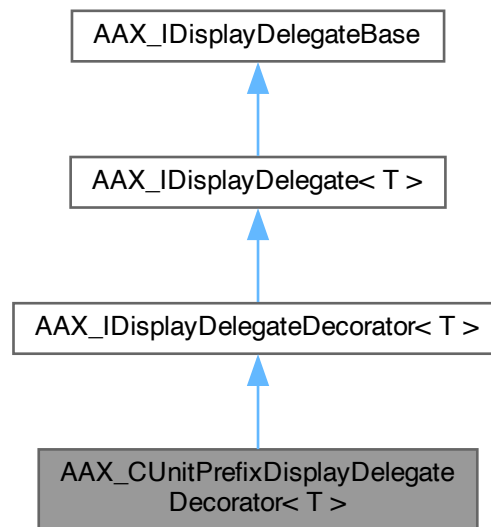 AAX_IDisplayDelegateBase
AAX_IDisplayDelegate< T >
AAX_IDisplayDelegateDecorator< T >
AAX_CUnitPrefixDisplayDelegate
Decorator< T >